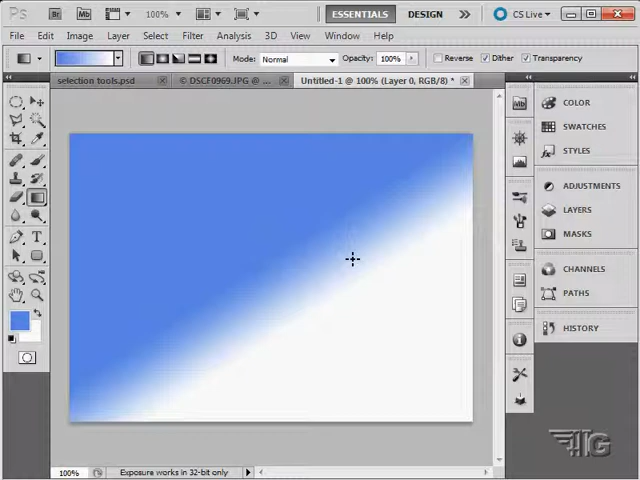 Ps Br Mb 100% ESSENTIALS DESIGN CS Live
File Edit Image Layer Select Filter Analysis 3D View Window Help
Mode: Normal Opacity: 100% Reverse Dither Transparency
selection tools.psd © DSCF0969.JPG @ ... Untitled-1 @ 100% (Layer 0, RGB/8) *
Mb COLOR
SWATCHES
STYLES
ADJUSTMENTS
LAYERS
MASKS
CHANNELS
PATHS
HISTORY
100% Exposure works in 32-bit only